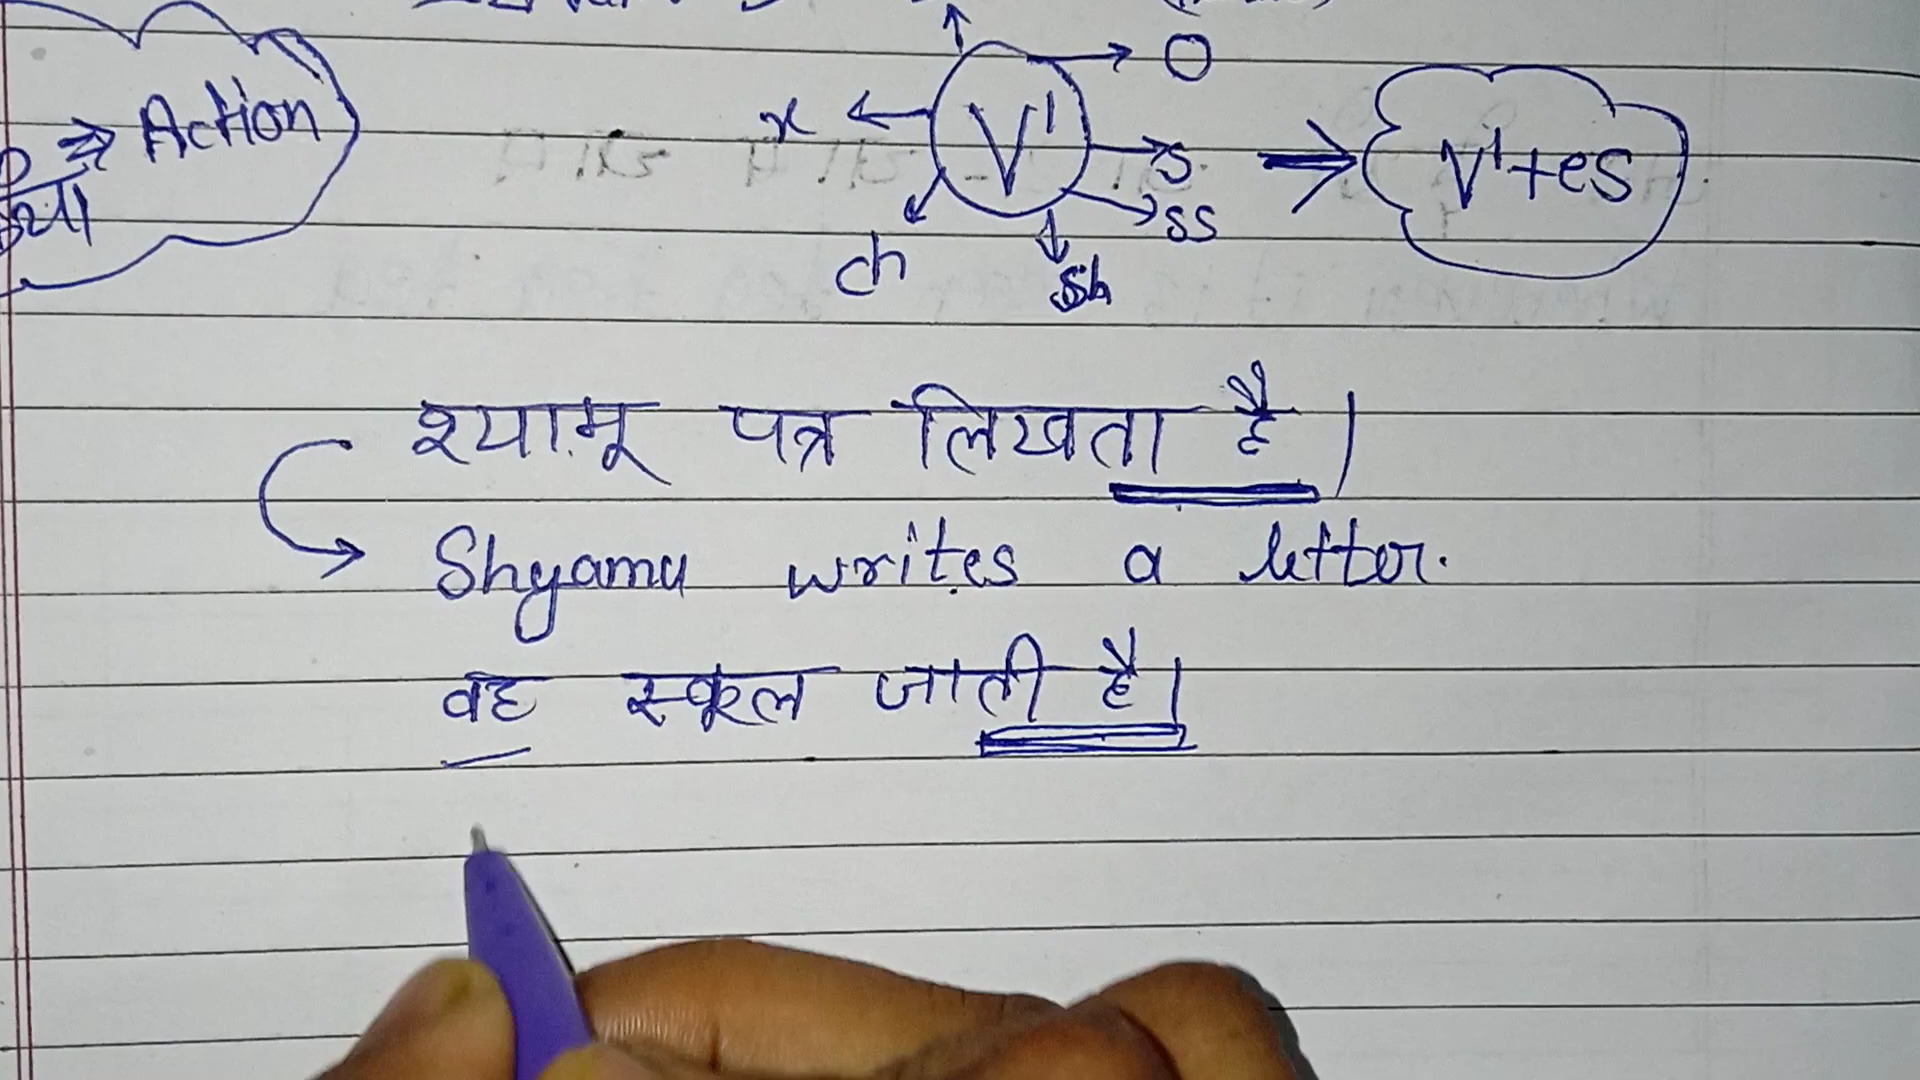 O
Action
x V¹ s V¹+es
ss
ch sh
श्यामू पत्र लिखता है।
Shyamu writes a letter.
वह स्कूल जाती है।